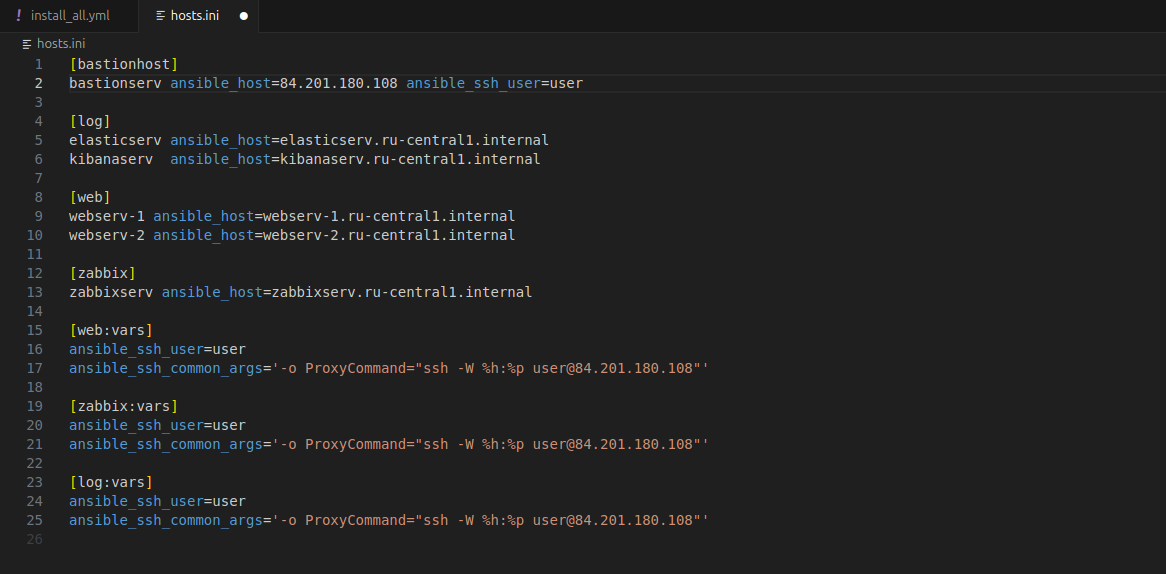 ! install_all.yml hosts.ini
hosts.ini
1 [bastionhost]
2 bastionserv ansible_host=84.201.180.108 ansible_ssh_user=user
3
4 [log]
5 elasticserv ansible_host=elasticserv.ru-central1.internal
6 kibanaserv  ansible_host=kibanaserv.ru-central1.internal
7
8 [web]
9 webserv-1 ansible_host=webserv-1.ru-central1.internal
10 webserv-2 ansible_host=webserv-2.ru-central1.internal
11
12 [zabbix]
13 zabbixserv ansible_host=zabbixserv.ru-central1.internal
14
15 [web:vars]
16 ansible_ssh_user=user
17 ansible_ssh_common_args='-o ProxyCommand="ssh -W %h:%p user@84.201.180.108"'
18
19 [zabbix:vars]
20 ansible_ssh_user=user
21 ansible_ssh_common_args='-o ProxyCommand="ssh -W %h:%p user@84.201.180.108"'
22
23 [log:vars]
24 ansible_ssh_user=user
25 ansible_ssh_common_args='-o ProxyCommand="ssh -W %h:%p user@84.201.180.108"'
26